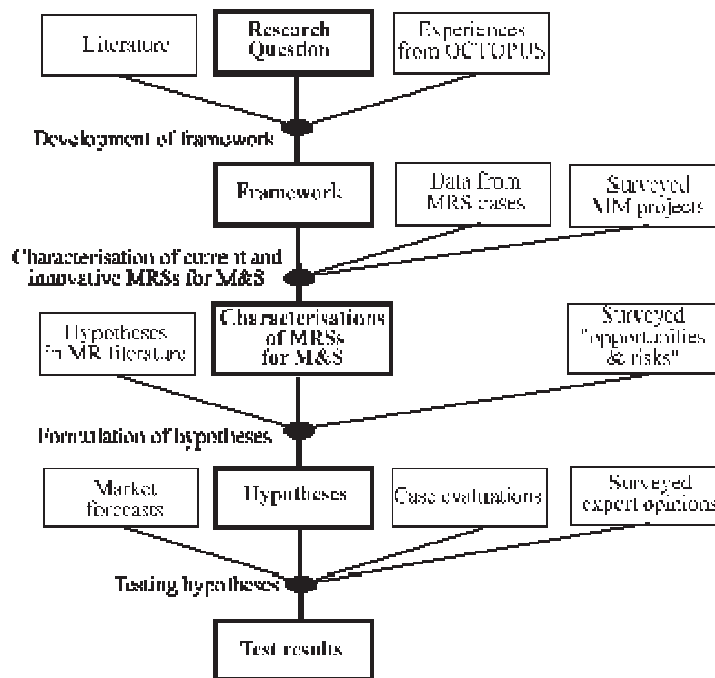 Literature
Research
Question
Experiences
from OCTOPUS
Development of framework
Framework
Data from
MRS cases
Surveyed
MM projects
Characterisation of current and
innovative MRSs for M&S
Characterisations
of MRSs
for M&S
Hypotheses
in MR literature
Surveyed
"opportunities
& risks"
Formulation of hypotheses
Market
forecasts
Hypotheses
Case evaluations
Surveyed
expert opinions
Testing hypotheses
Test results